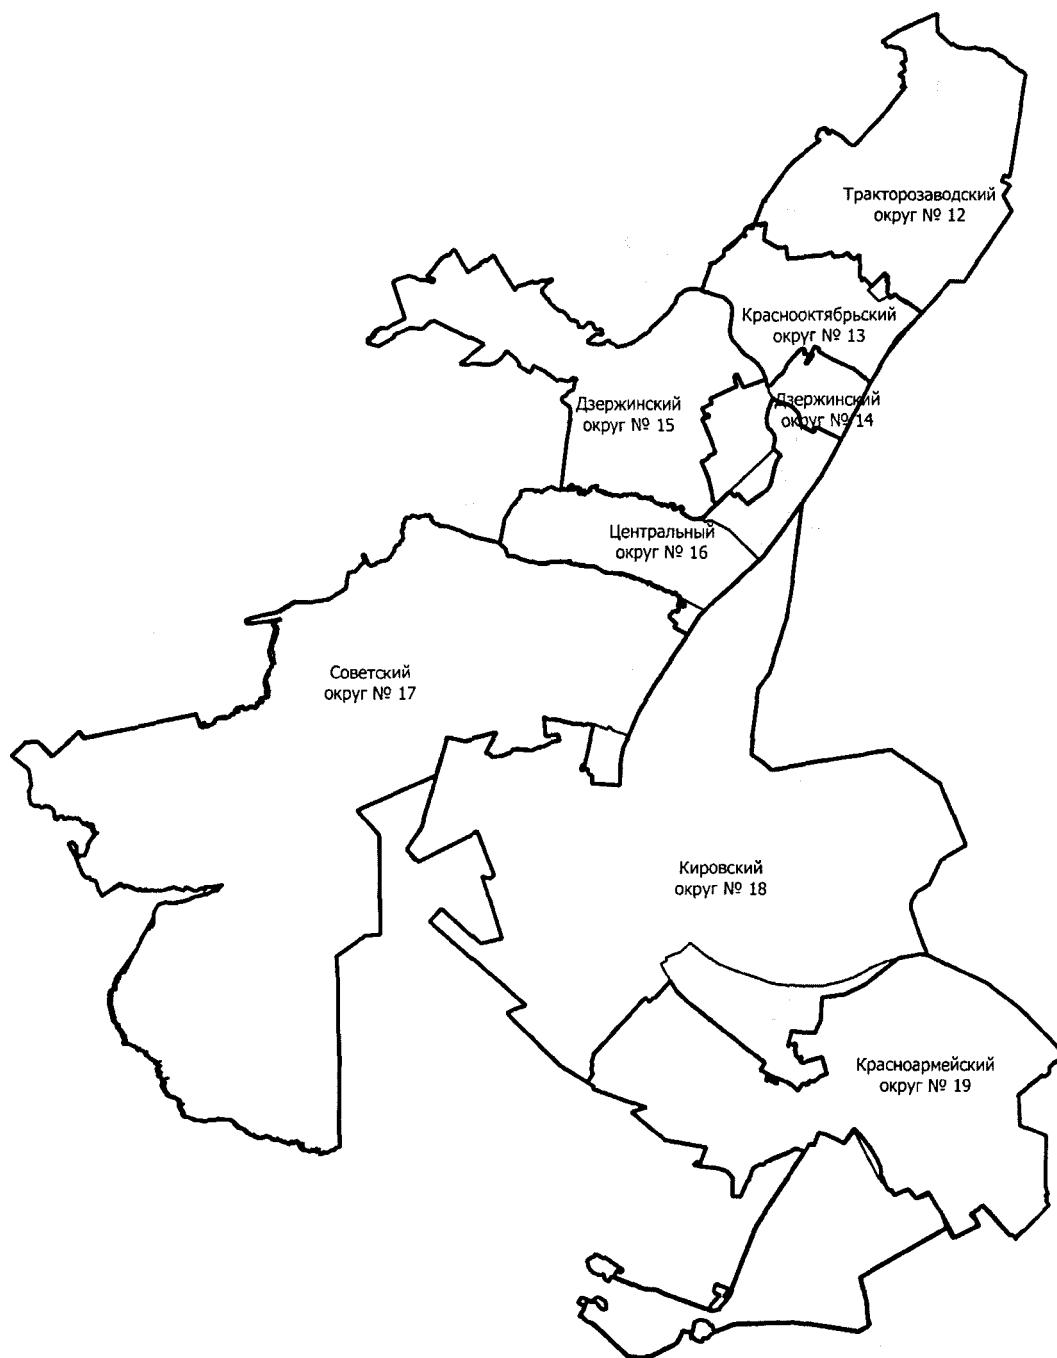 Тракторозаводский
округ № 12
Краснооктябрьский
округ № 13
Дзержинский
округ № 14
Дзержинский
округ № 15
Центральный
округ № 16
Советский
округ № 17
Кировский
округ № 18
Красноармейский
округ № 19